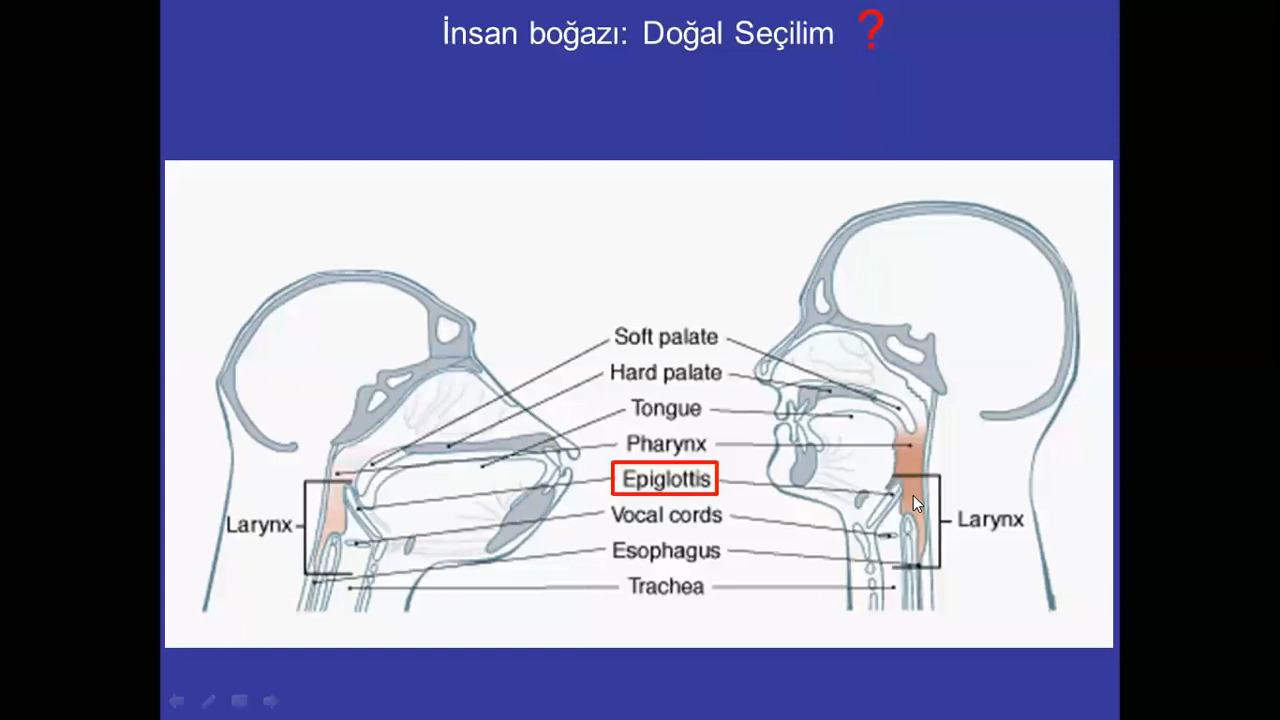 İnsan boğazı: Doğal Seçilim ❓
Soft palate
Hard palate
Tongue
Pharynx
Epiglottis
Vocal cords
Esophagus
Trachea
Larynx
Larynx